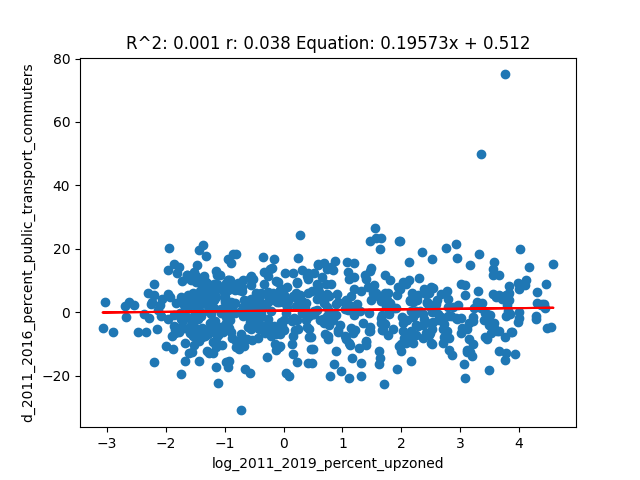 R^2: 0.001 r: 0.038 Equation: 0.19573x + 0.512
d_2011_2016_percent_public_transport_commuters
80
60
40
20
0
−20
−3 −2 −1 0 1 2 3 4
log_2011_2019_percent_upzoned